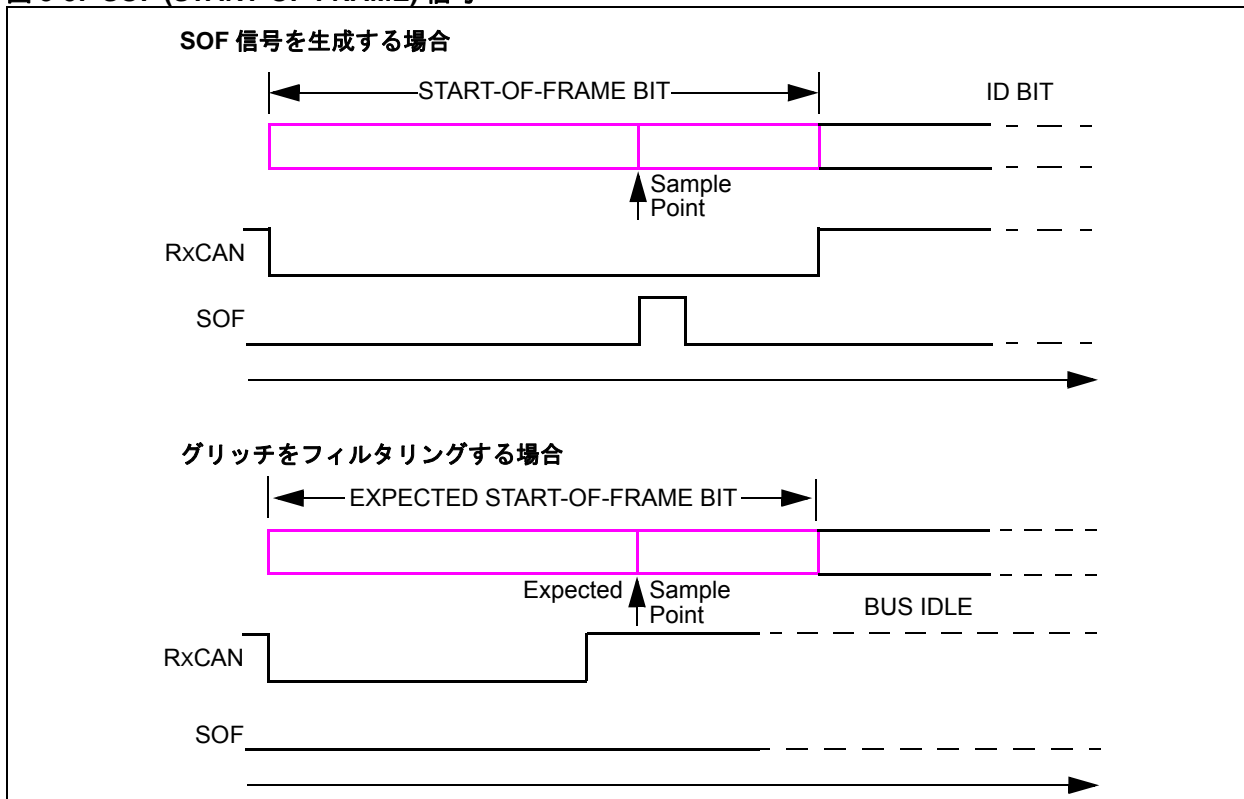 SOF 信号を生成する場合
START-OF-FRAME BIT
ID BIT
Sample
Point
RXCAN
SOF
グリッチをフィルタリングする場合
EXPECTED START-OF-FRAME BIT
Expected Sample
Point
BUS IDLE
RXCAN
SOF